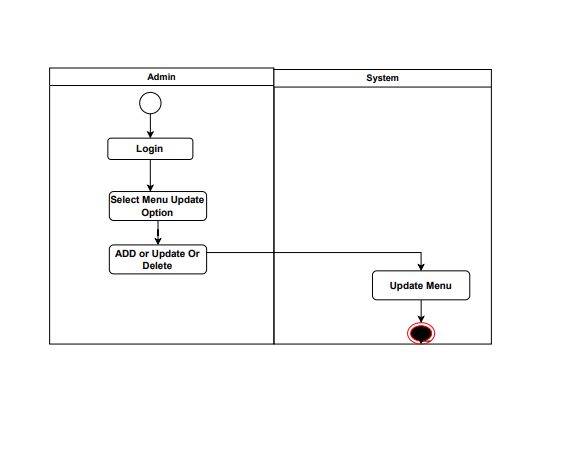 Admin
System
Login
Select Menu Update
Option
ADD or Update Or
Delete
Update Menu